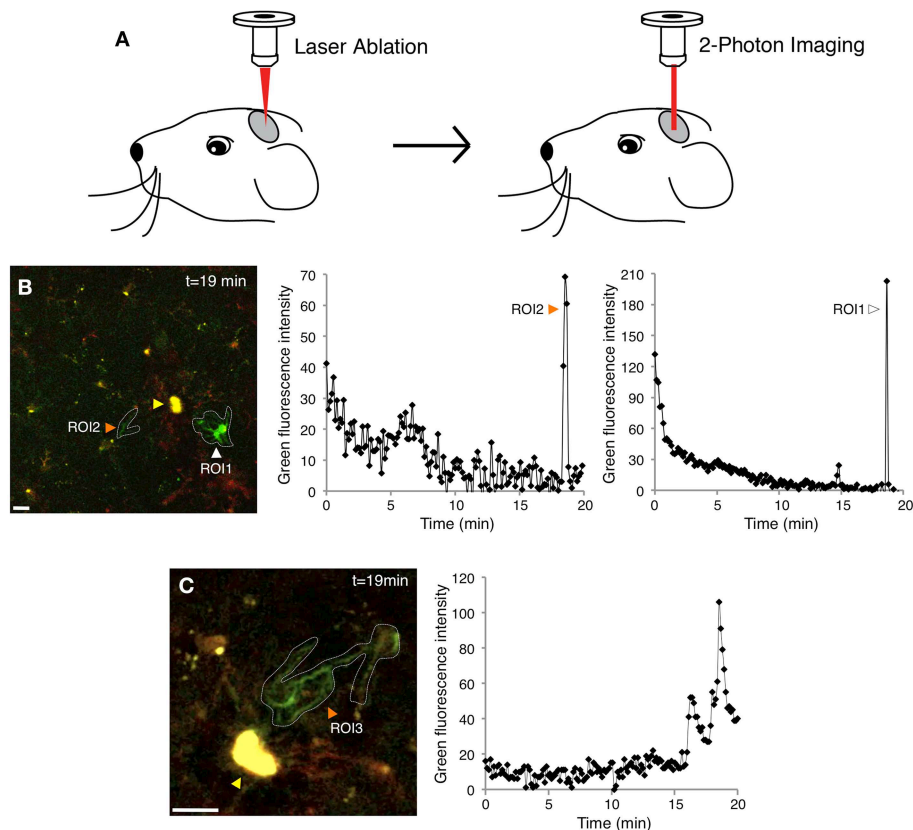 A
Laser Ablation
2-Photon Imaging
B
t=19 min
ROI2
ROI1
Green fluorescence intensity
70
60
50
40
30
20
10
0
0
5
10
15
20
Time (min)
ROI2
Green fluorescence intensity
210
180
150
120
90
60
30
0
0
5
10
15
20
Time (min)
ROI1
C
t=19min
ROI3
Green fluorescence intensity
120
100
80
60
40
20
0
0
5
10
15
20
Time (min)